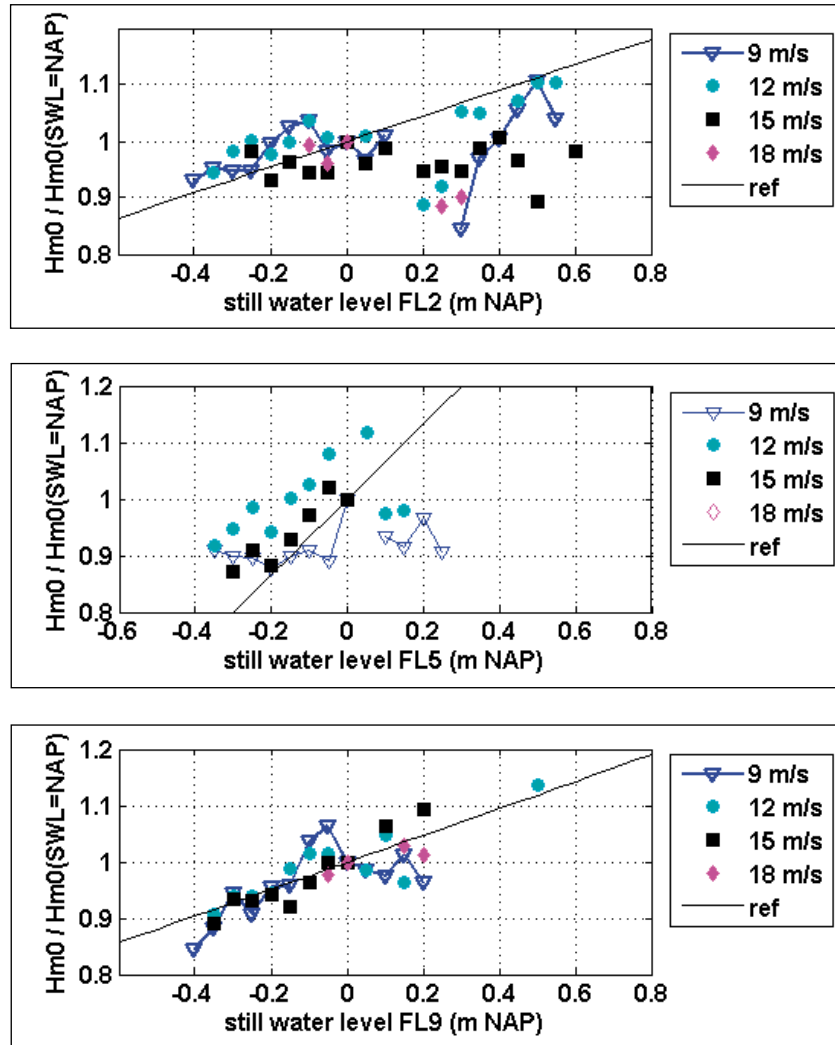 Hm0 / Hm0(SWL=NAP)
1.1
1
0.9
0.8
-0.4 -0.2 0 0.2 0.4 0.6 0.8
still water level FL2 (m NAP)
9 m/s
12 m/s
15 m/s
18 m/s
ref
Hm0 / Hm0(SWL=NAP)
1.2
1.1
1
0.9
0.8
-0.6 -0.4 -0.2 0 0.2 0.4 0.6 0.8
still water level FL5 (m NAP)
9 m/s
12 m/s
15 m/s
18 m/s
ref
Hm0 / Hm0(SWL=NAP)
1.2
1.1
1
0.9
0.8
-0.4 -0.2 0 0.2 0.4 0.6 0.8
still water level FL9 (m NAP)
9 m/s
12 m/s
15 m/s
18 m/s
ref